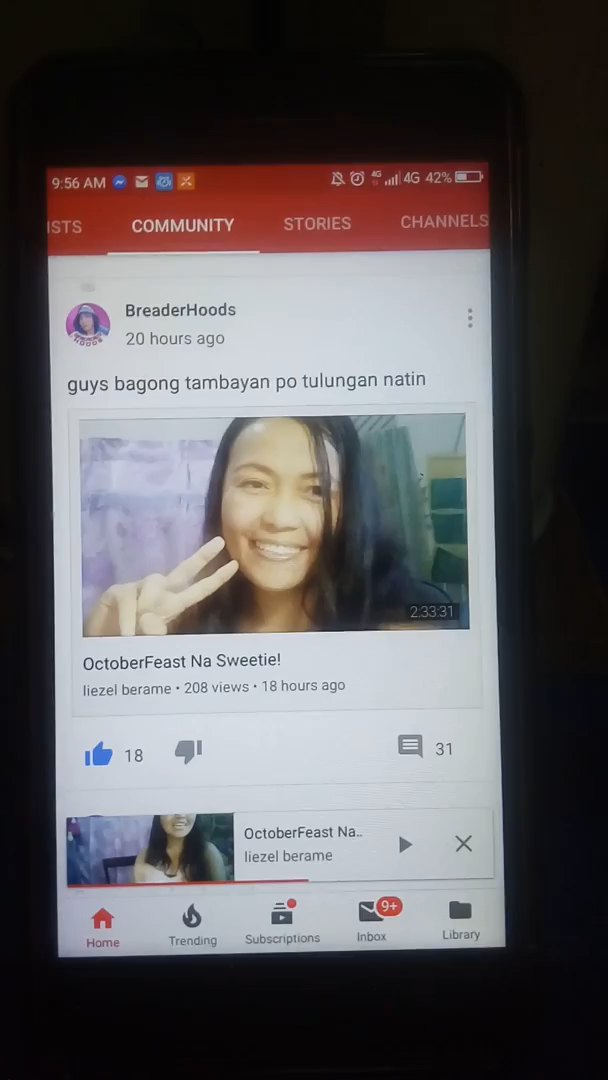 9:56 AM 4G 4G 42%
ISTS COMMUNITY STORIES CHANNELS
BreaderHoods
20 hours ago
guys bagong tambayan po tulungan natin
2:33:31
OctoberFeast Na Sweetie!
liezel berame • 208 views • 18 hours ago
18 31
OctoberFeast Na..
liezel berame
9+
Home Trending Subscriptions Inbox Library